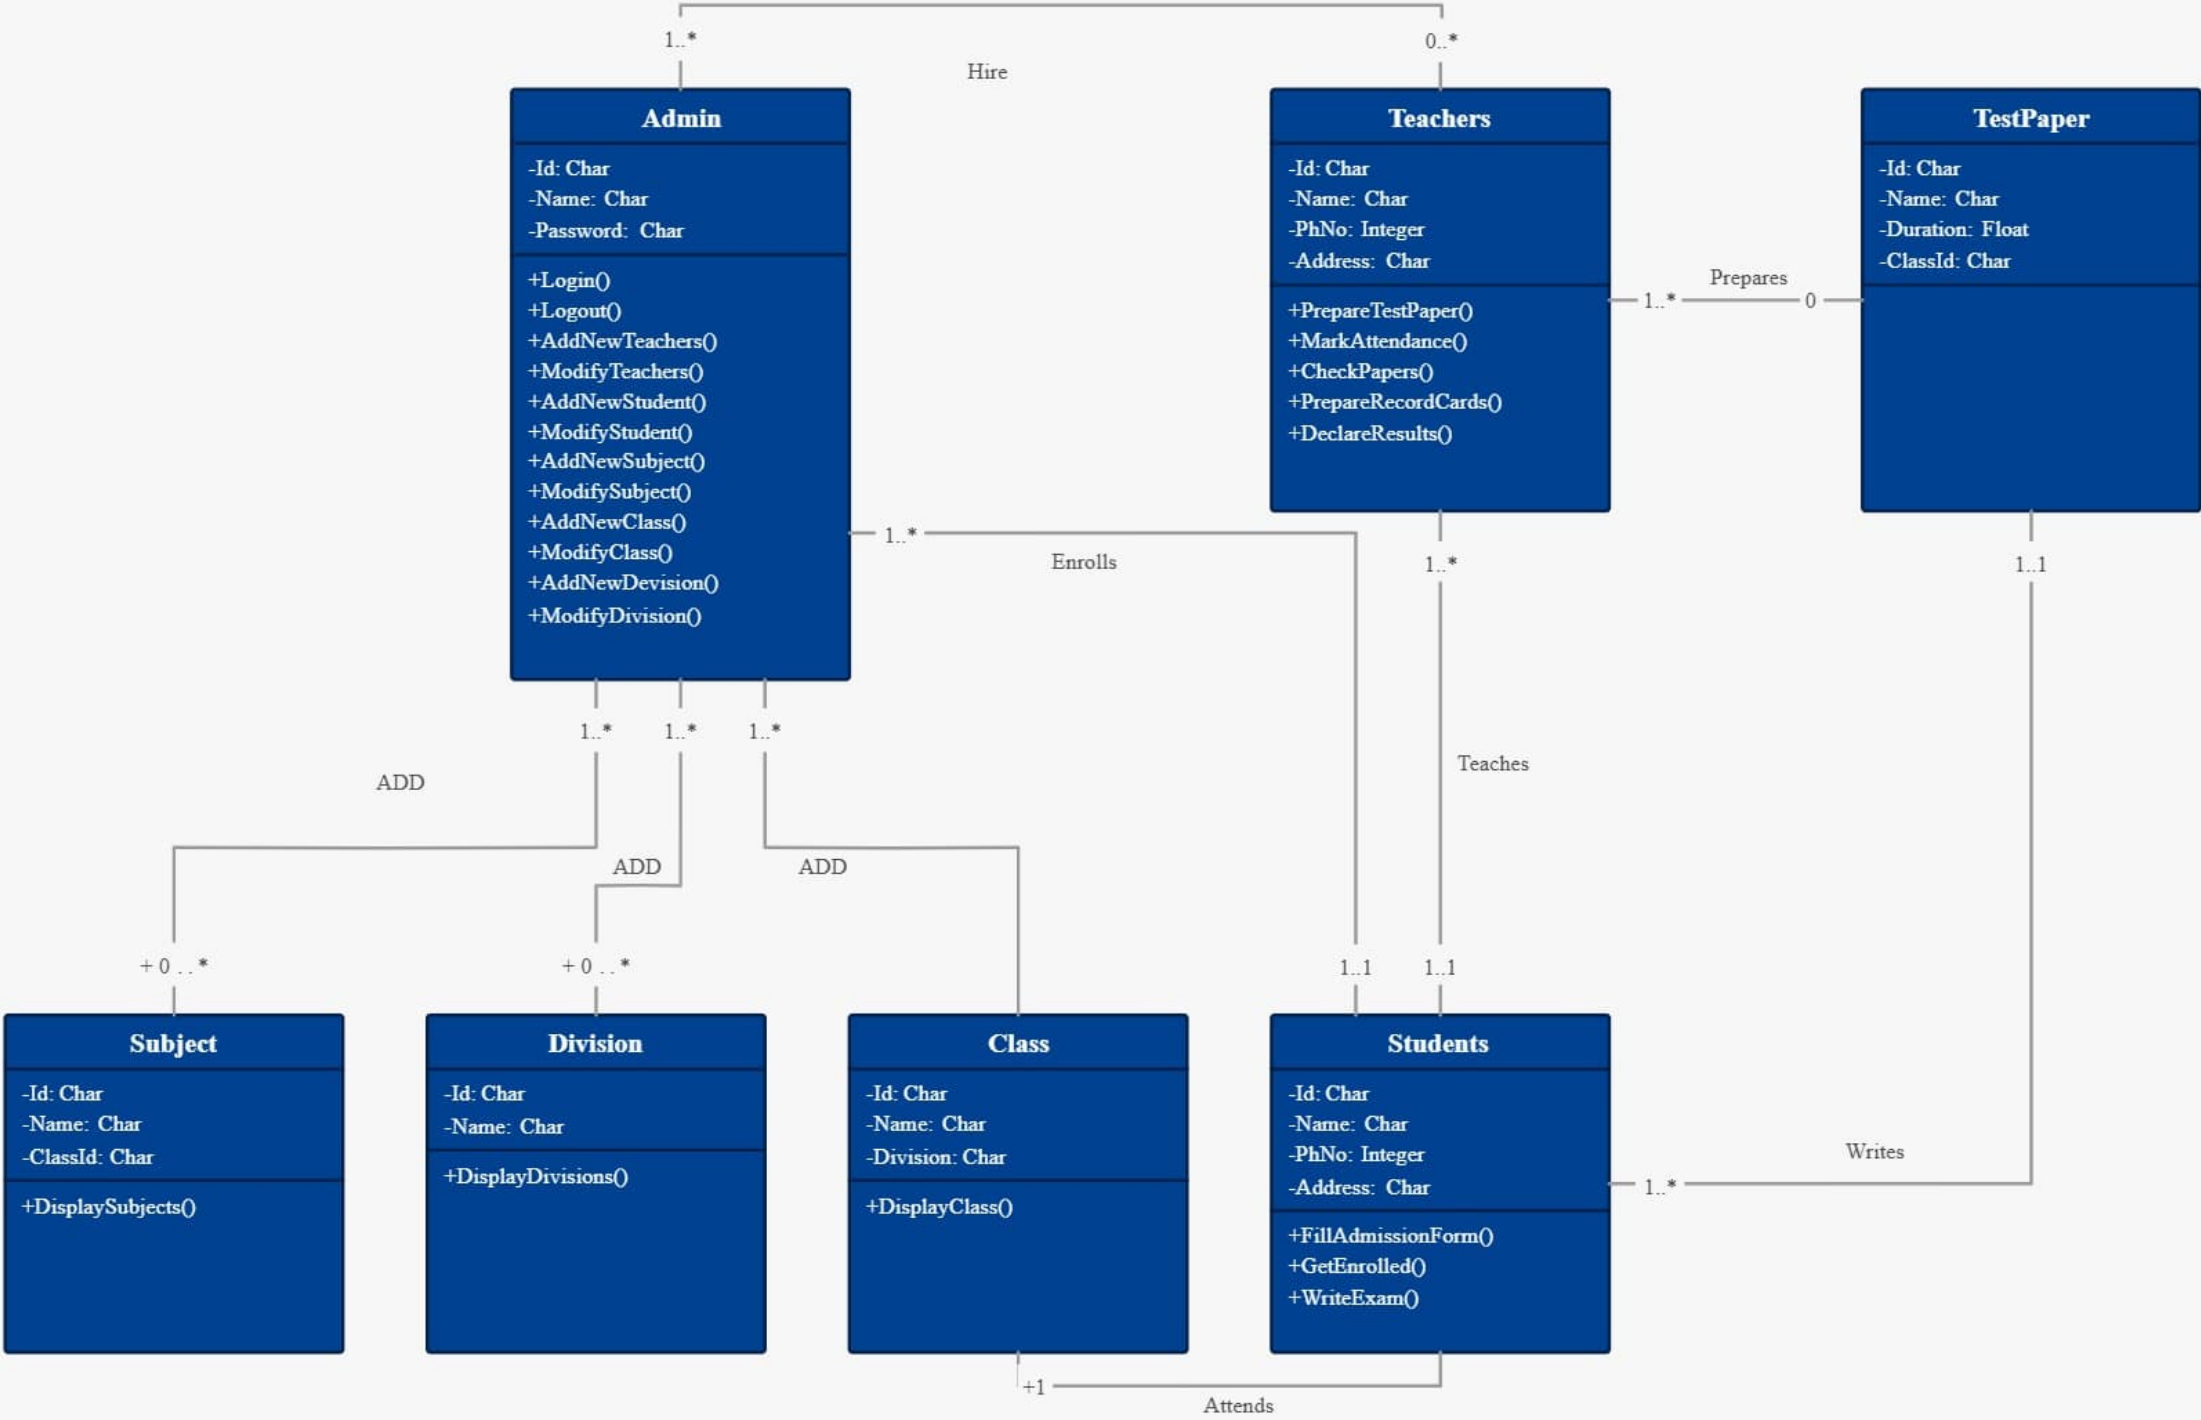 1..*
0..*
Hire
Admin
-Id: Char
-Name: Char
-Password: Char
+Login()
+Logout()
+AddNewTeachers()
+ModifyTeachers()
+AddNewStudent()
+ModifyStudent()
+AddNewSubject()
+ModifySubject()
+AddNewClass()
+ModifyClass()
+AddNewDevision()
+ModifyDivision()
Teachers
-Id: Char
-Name: Char
-PhNo: Integer
-Address: Char
+PrepareTestPaper()
+MarkAttendance()
+CheckPapers()
+PrepareRecordCards()
+DeclareResults()
1..*
Prepares
0
TestPaper
-Id: Char
-Name: Char
-Duration: Float
-ClassId: Char
1..*
Enrolls
1..*
1..1
1..*
1..*
1..*
Teaches
ADD
ADD
ADD
+ 0 . . *
+ 0 . . *
1..1
1..1
Subject
-Id: Char
-Name: Char
-ClassId: Char
+DisplaySubjects()
Division
-Id: Char
-Name: Char
+DisplayDivisions()
Class
-Id: Char
-Name: Char
-Division: Char
+DisplayClass()
Students
-Id: Char
-Name: Char
-PhNo: Integer
-Address: Char
+FillAdmissionForm()
+GetEnrolled()
+WriteExam()
Writes
1..*
+1
Attends